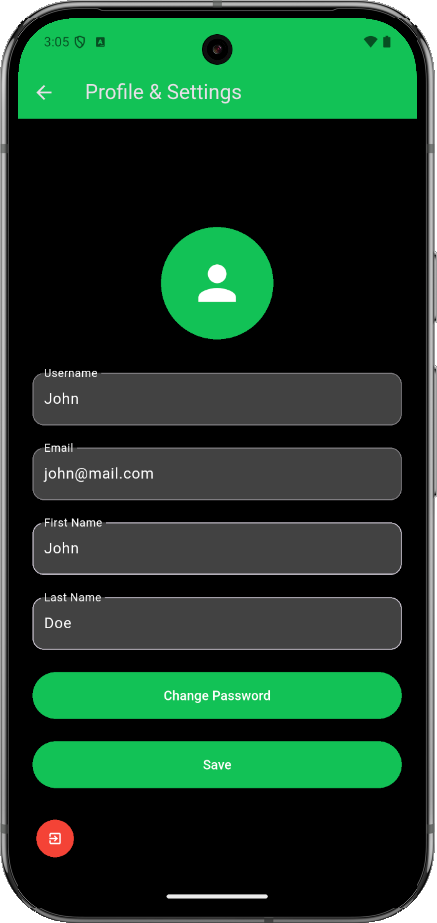 3:05
Profile & Settings
Username
John
Email
john@mail.com
First Name
John
Last Name
Doe
Change Password
Save